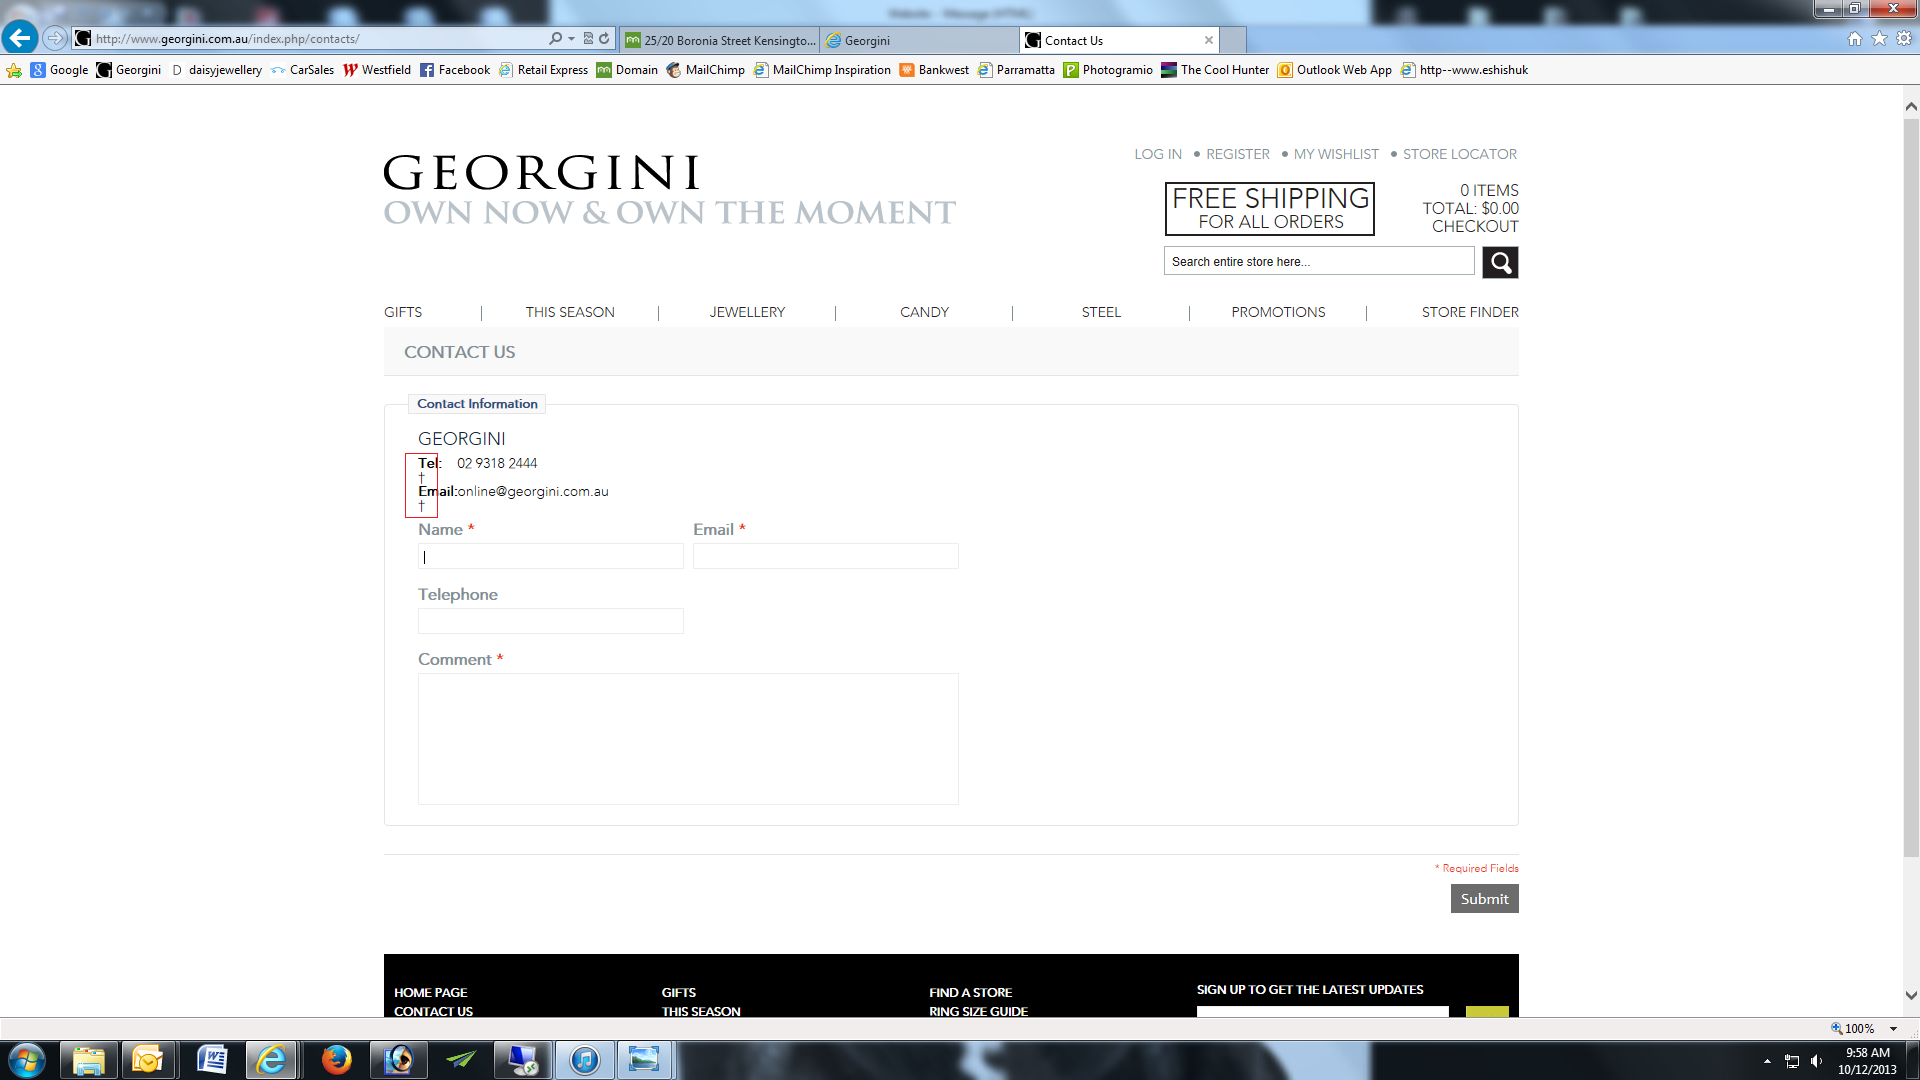 Website - Message (HTML)
http://www.georgini.com.au/index.php/contacts/
25/20 Boronia Street Kensingto...
Georgini
Contact Us
Google
Georgini
daisyjewellery
CarSales
Westfield
Facebook
Retail Express
Domain
MailChimp
MailChimp Inspiration
Bankwest
Parramatta
Photogramio
The Cool Hunter
Outlook Web App
http--www.eshishuk
LOG IN • REGISTER • MY WISHLIST • STORE LOCATOR
GEORGINI
OWN NOW & OWN THE MOMENT
FREE SHIPPING
FOR ALL ORDERS
0 ITEMS
TOTAL: $0.00
CHECKOUT
Search entire store here...
GIFTS | THIS SEASON | JEWELLERY | CANDY | STEEL | PROMOTIONS | STORE FINDER
CONTACT US
Contact Information
GEORGINI
Tel: 02 9318 2444
†
Email:online@georgini.com.au
†
Name * Email *
Telephone
Comment *
* Required Fields
Submit
HOME PAGE
CONTACT US
GIFTS
THIS SEASON
FIND A STORE
RING SIZE GUIDE
SIGN UP TO GET THE LATEST UPDATES
100%
9:58 AM
10/12/2013